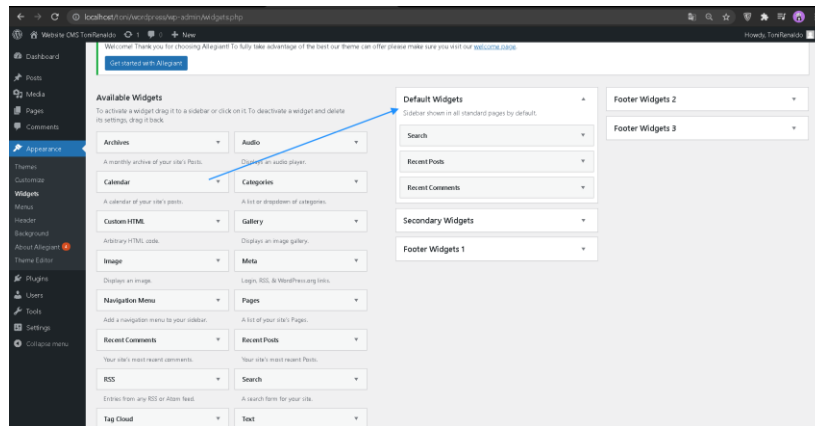 localhost/toni/wordpress/wp-admin/widgets.php
Website CMS ToniRenaldo 1 0 + New
Howdy, ToniRenaldo
Welcome! Thank you for choosing Allegiant! To fully take advantage of the best our theme can offer please make sure you visit our welcome page.
Get started with Allegiant
Dashboard
Posts
Media
Pages
Comments
Appearance
Themes
Customize
Widgets
Menus
Header
Background
About Allegiant 4
Theme Editor
Plugins
Users
Tools
Settings
Collapse menu
Available Widgets
To activate a widget drag it to a sidebar or click on it. To deactivate a widget and delete
its settings, drag it back.
Archives
A monthly archive of your site's Posts.
Audio
Displays an audio player.
Calendar
A calendar of your site's posts.
Categories
A list or dropdown of categories.
Custom HTML
Arbitrary HTML code.
Gallery
Displays an image gallery.
Image
Displays an image.
Meta
Login, RSS, & WordPress.org links.
Navigation Menu
Add a navigation menu to your sidebar.
Pages
A list of your site's Pages.
Recent Comments
Your site's most recent comments.
Recent Posts
Your site's most recent Posts.
RSS
Entries from any RSS or Atom feed.
Search
A search form for your site.
Tag Cloud
Text
Default Widgets
Sidebar shown in all standard pages by default.
Search
Recent Posts
Recent Comments
Secondary Widgets
Footer Widgets 1
Footer Widgets 2
Footer Widgets 3